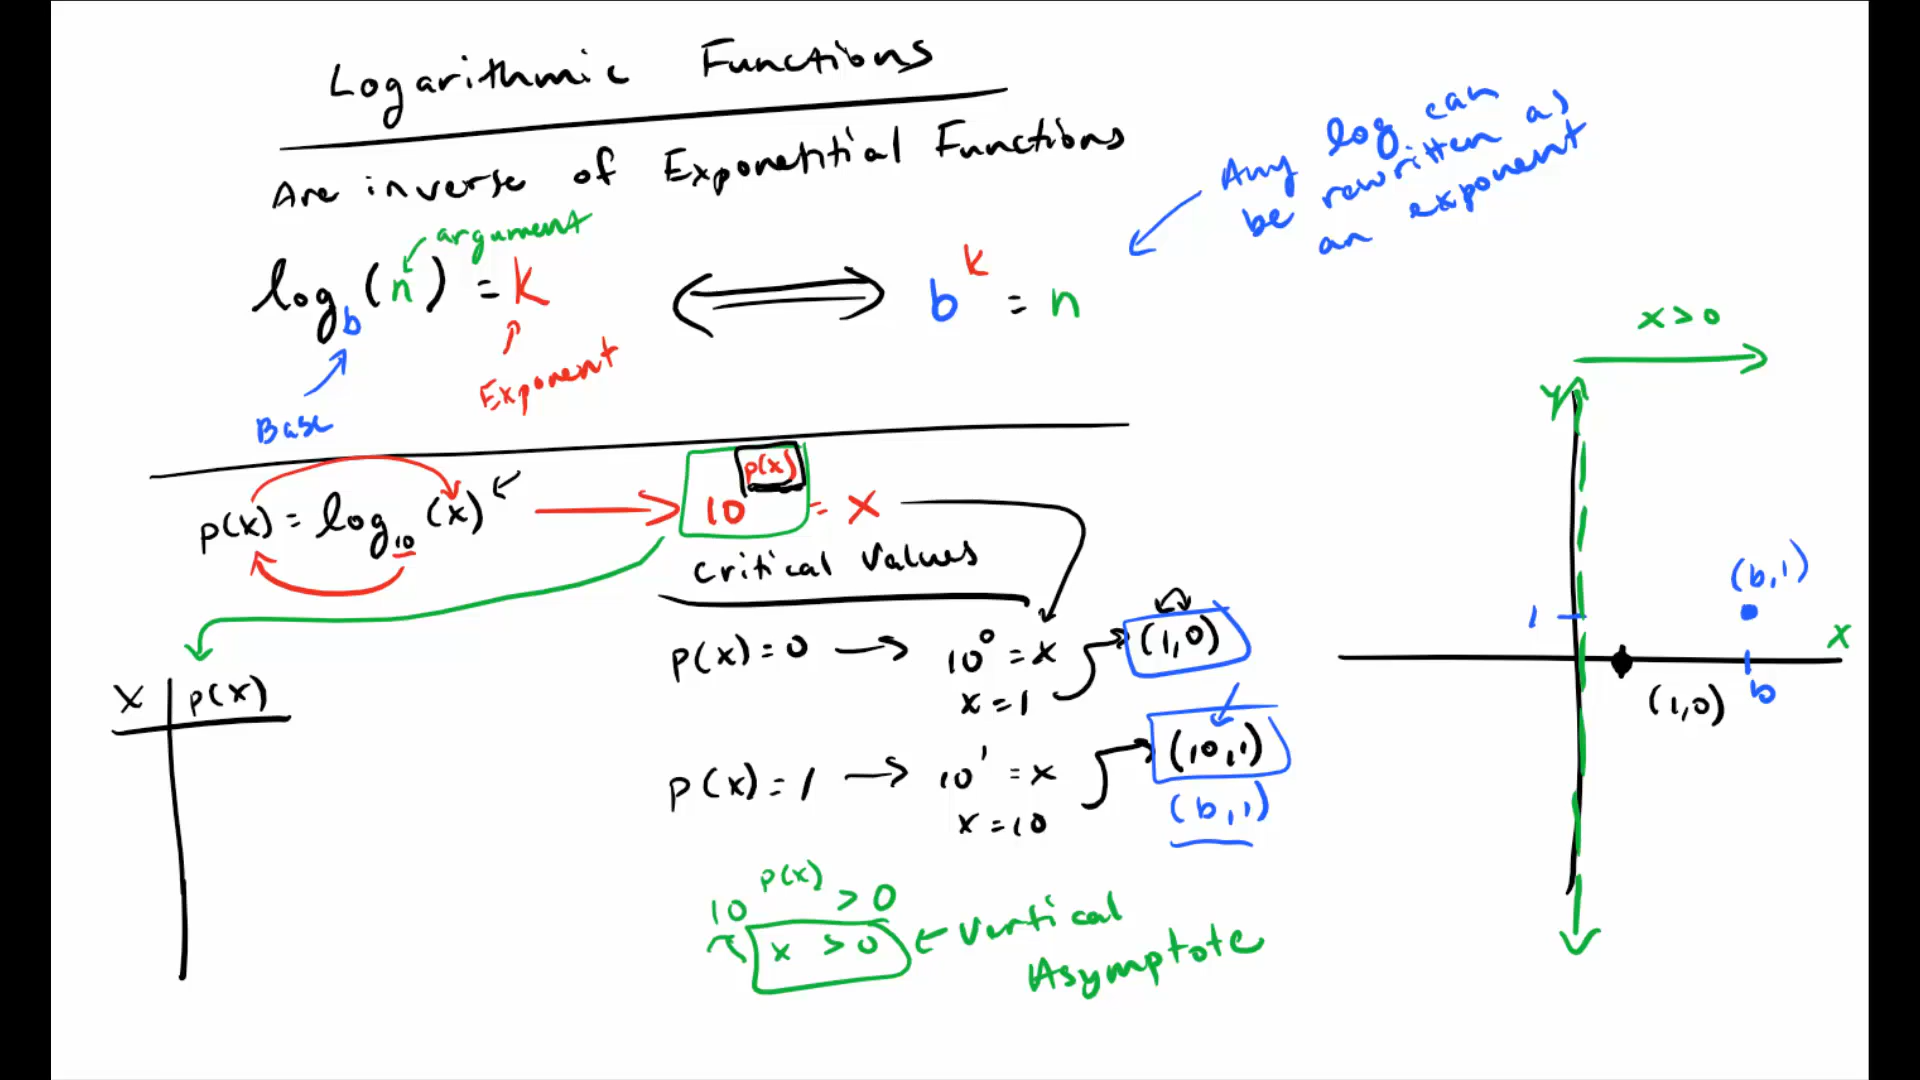 Logarithmic Functions
Are inverse of Exponetitial Functions
Any log can
be rewritten as
an exponent
argument
log_b (n) = k
b^k = n
Base
Exponent
p(x) = log_10 (x)
10^p(x) = x
Critical Values
p(x) = 0 → 10^0 = x
x = 1
(1,0)
p(x) = 1 → 10^1 = x
x = 10
(10,1)
(b,1)
10^p(x) > 0
x > 0 ← Vertical
Asymptote
x | p(x)
x > 0
y
(b,1)
1
x
(1,0)
b